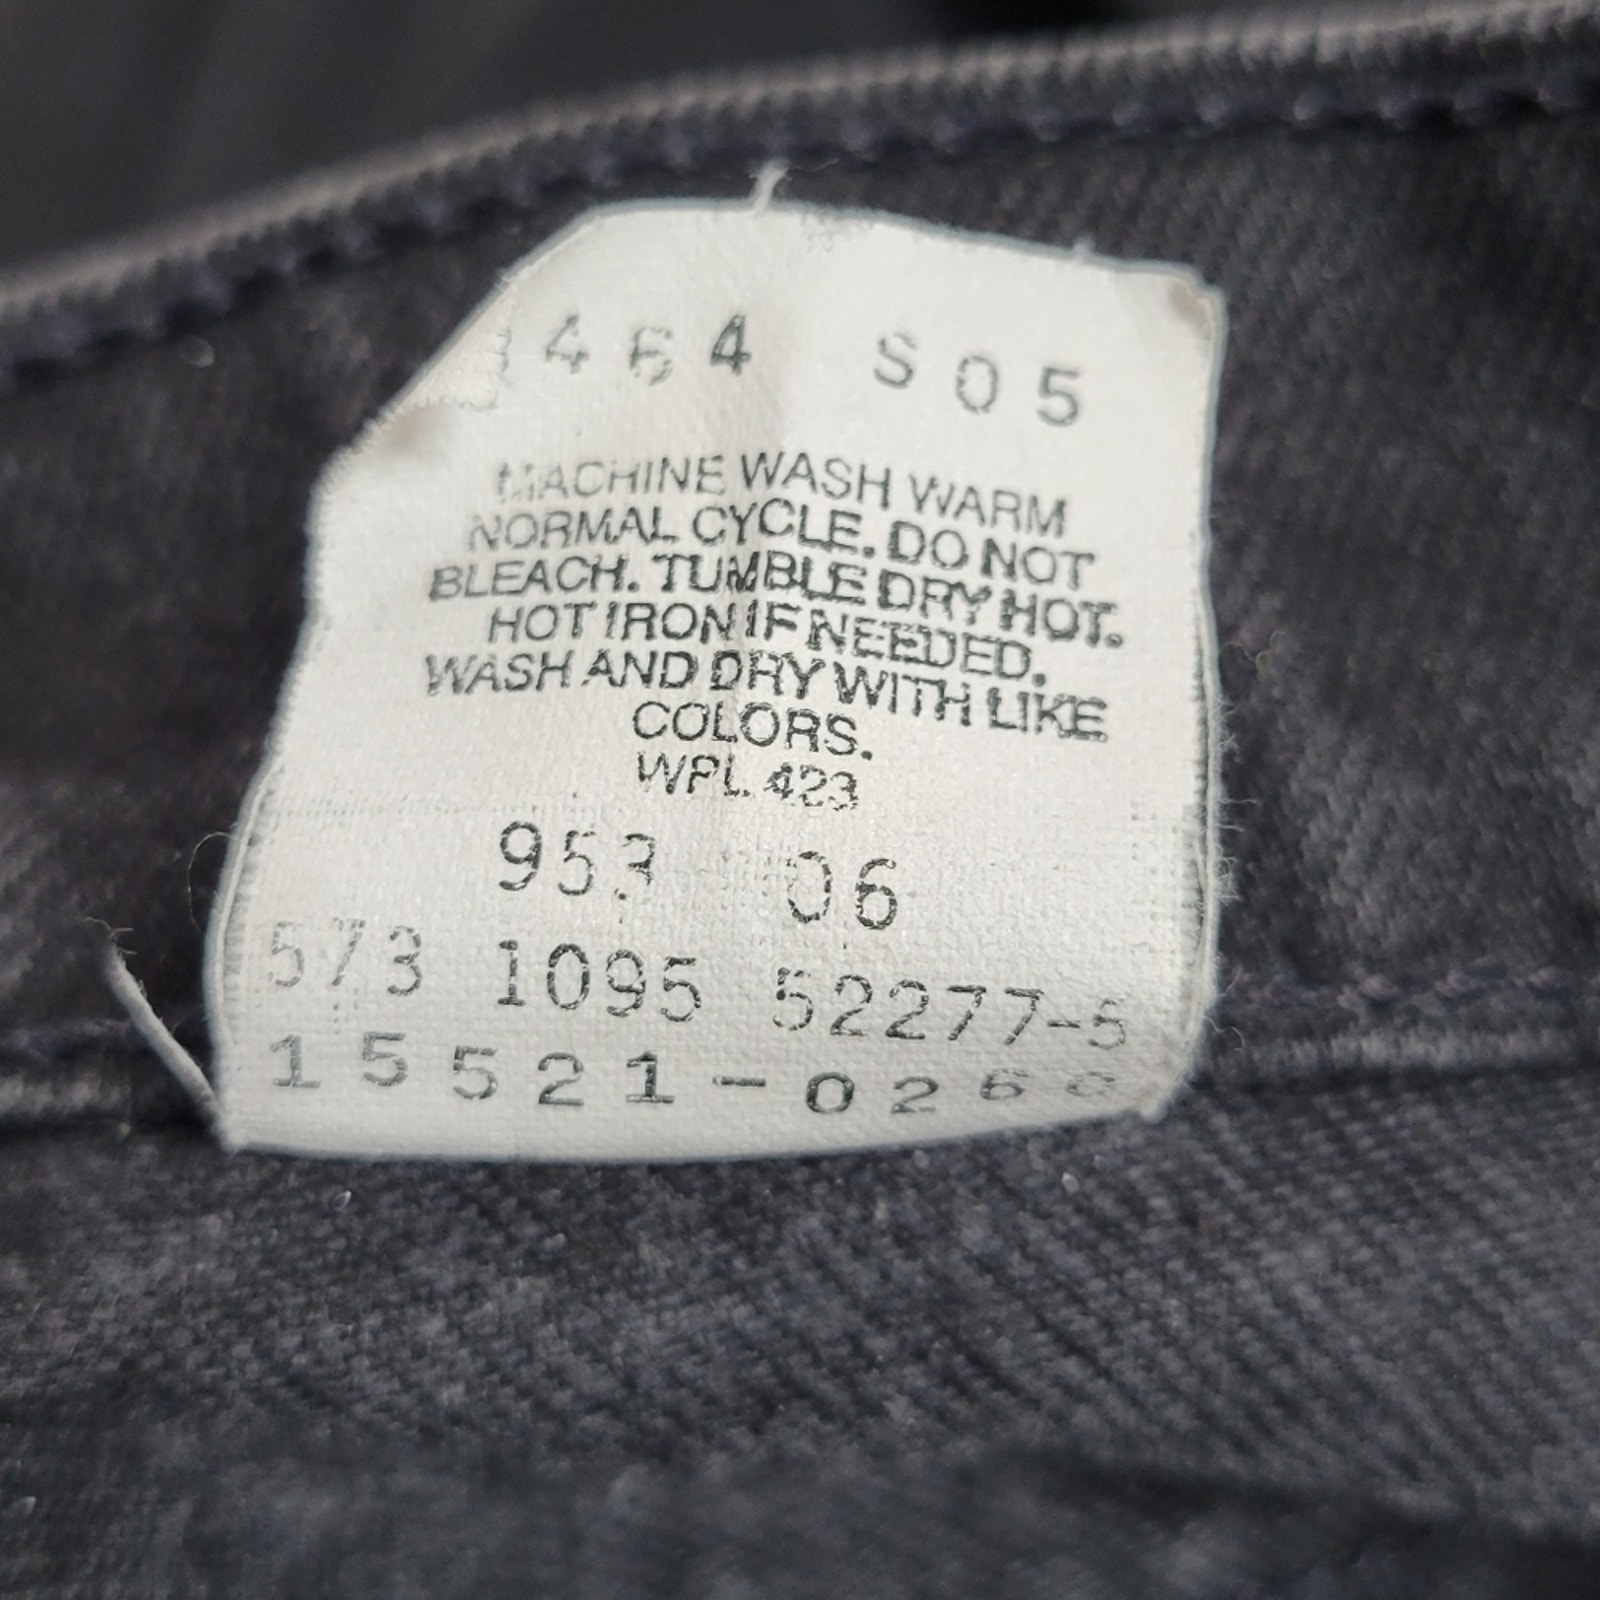 464 S05
MACHINE WASH WARM
NORMAL CYCLE. DO NOT
BLEACH. TUMBLE DRY HOT.
HOT IRON IF NEEDED.
WASH AND DRY WITH LIKE
COLORS.
WPL 423
953 06
573 1095 52277-5
15521-0260